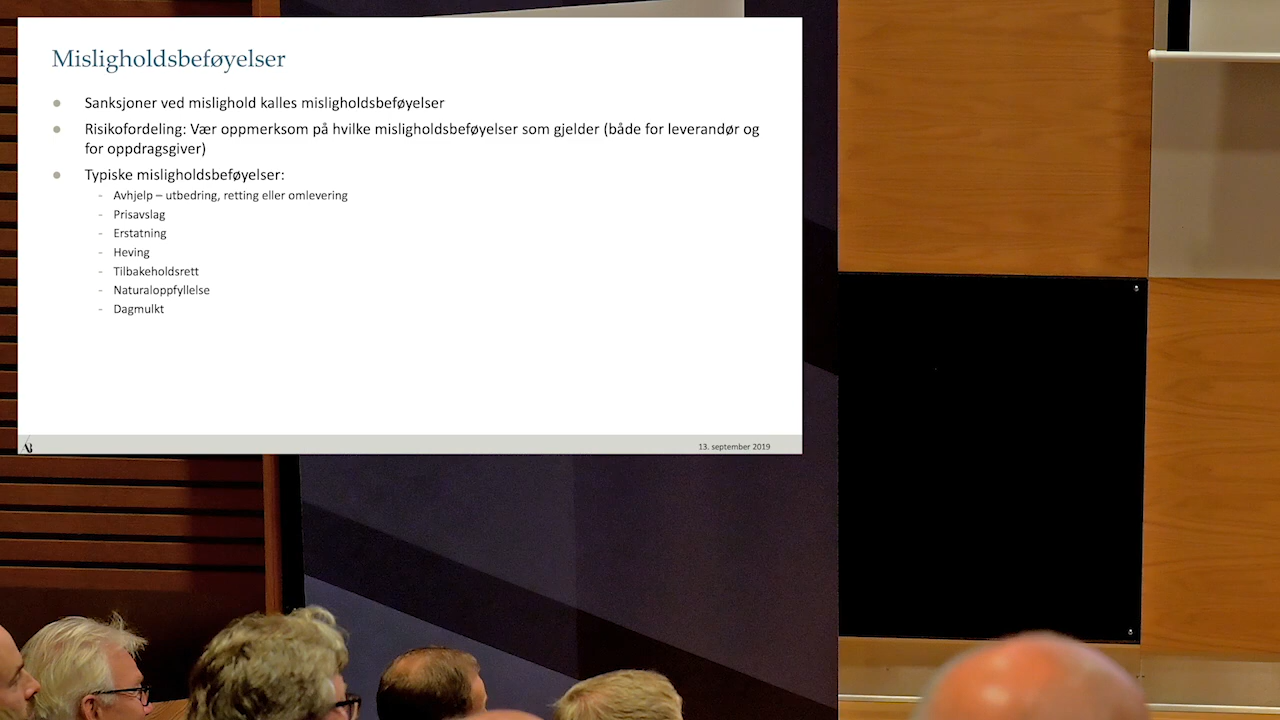 Misligholdsbeføyelser
● Sanksjoner ved mislighold kalles misligholdsbeføyelser
● Risikofordeling: Vær oppmerksom på hvilke misligholdsbeføyelser som gjelder (både for leverandør og
for oppdragsgiver)
● Typiske misligholdsbeføyelser:
- Avhjelp – utbedring, retting eller omlevering
- Prisavslag
- Erstatning
- Heving
- Tilbakeholdsrett
- Naturaloppfyllelse
- Dagmulkt
AB
13. september 2019